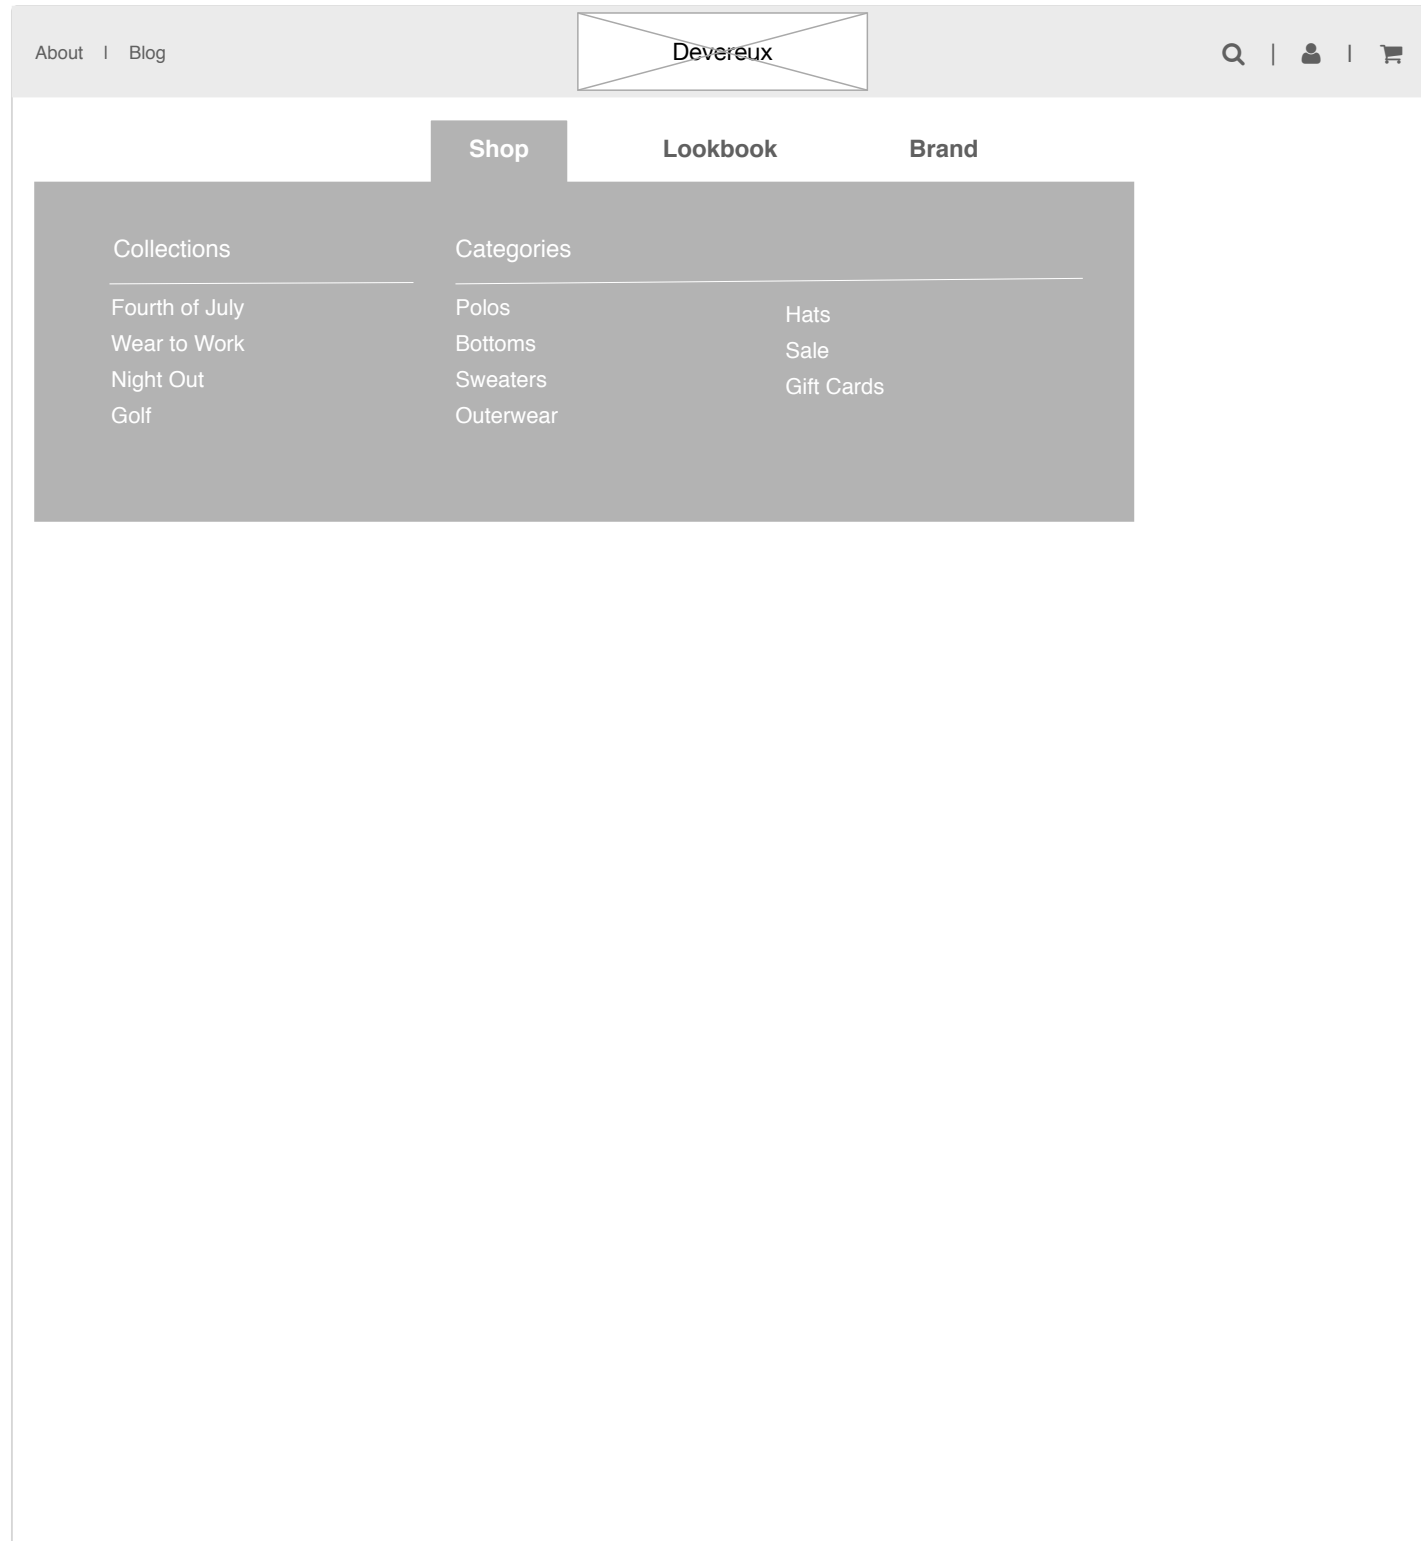 About | Blog
Devereux
| |
Shop Lookbook Brand
Collections
Fourth of July
Wear to Work
Night Out
Golf
Categories
Polos
Bottoms
Sweaters
Outerwear
Hats
Sale
Gift Cards